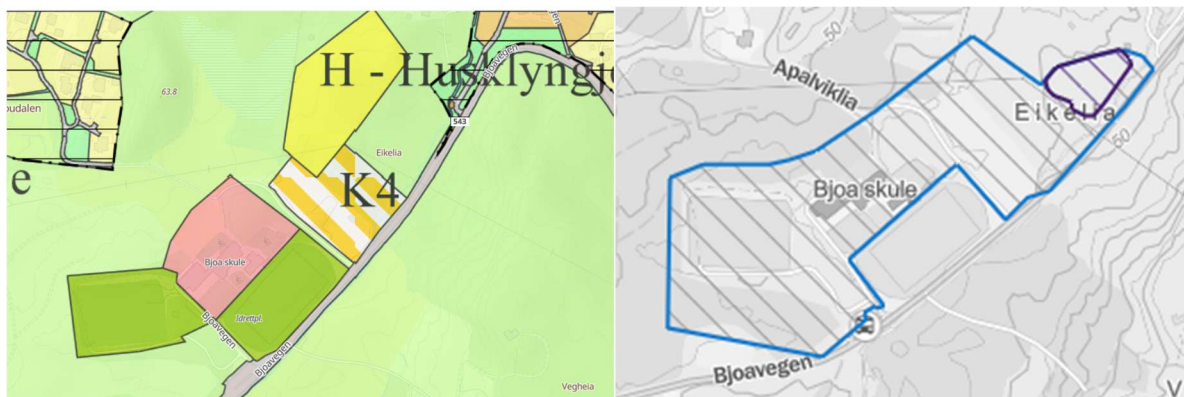 H - Husklyngj
Bjoavegen
63.8
oudalen
543
Eikelia
e
K4
Bjoa skule
Idrettpl.
Bjoavegen
Bjoavegen
Vegheia
50
Apalviklia
Eikelia
50
Bjoa skule
Bjoavegen
V